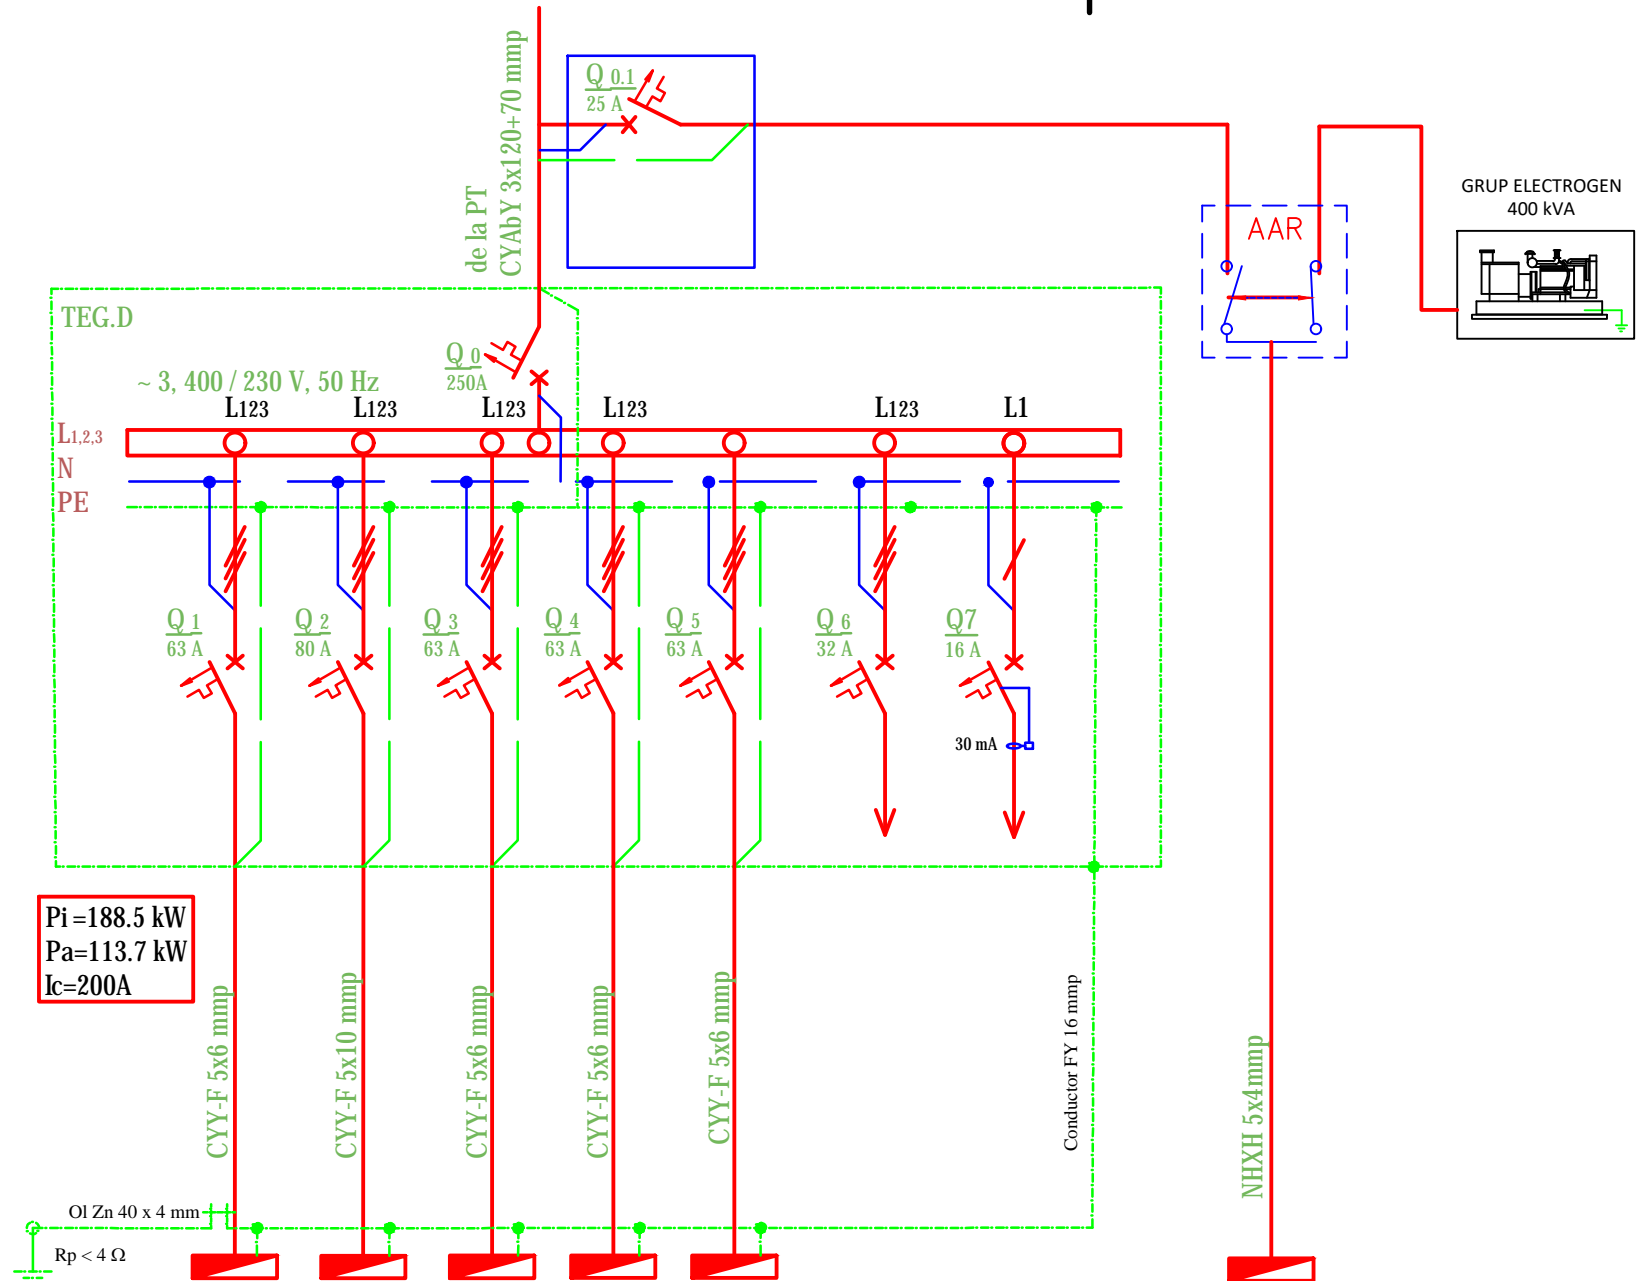 Q 0.1
25 A
de la PT
CYAbY 3x120+70 mmp
GRUP ELECTROGEN
400 kVA
AAR
TEG.D
Q 0
250A
~ 3, 400 / 230 V, 50 Hz
L123
L123
L123
L123
L123
L1
L1,2,3
N
PE
Q 1
63 A
Q 2
80 A
Q 3
63 A
Q 4
63 A
Q 5
63 A
Q 6
32 A
Q7
16 A
30 mA
Pi =188.5 kW
Pa=113.7 kW
Ic=200A
CYY-F 5x6 mmp
CYY-F 5x10 mmp
CYY-F 5x6 mmp
CYY-F 5x6 mmp
CYY-F 5x6 mmp
Conductor FY 16 mmp
NHXH 5x4mmp
Ol Zn 40 x 4 mm
Rp < 4 Ω